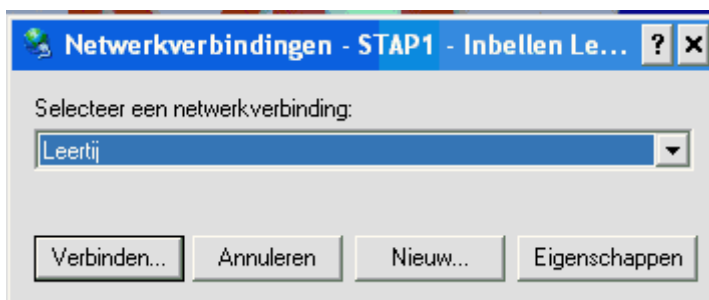 Netwerkverbindingen - STAP1 - Inbellen Le...
Selecteer een netwerkverbinding:
Leertij
Verbinden... Annuleren Nieuw... Eigenschappen